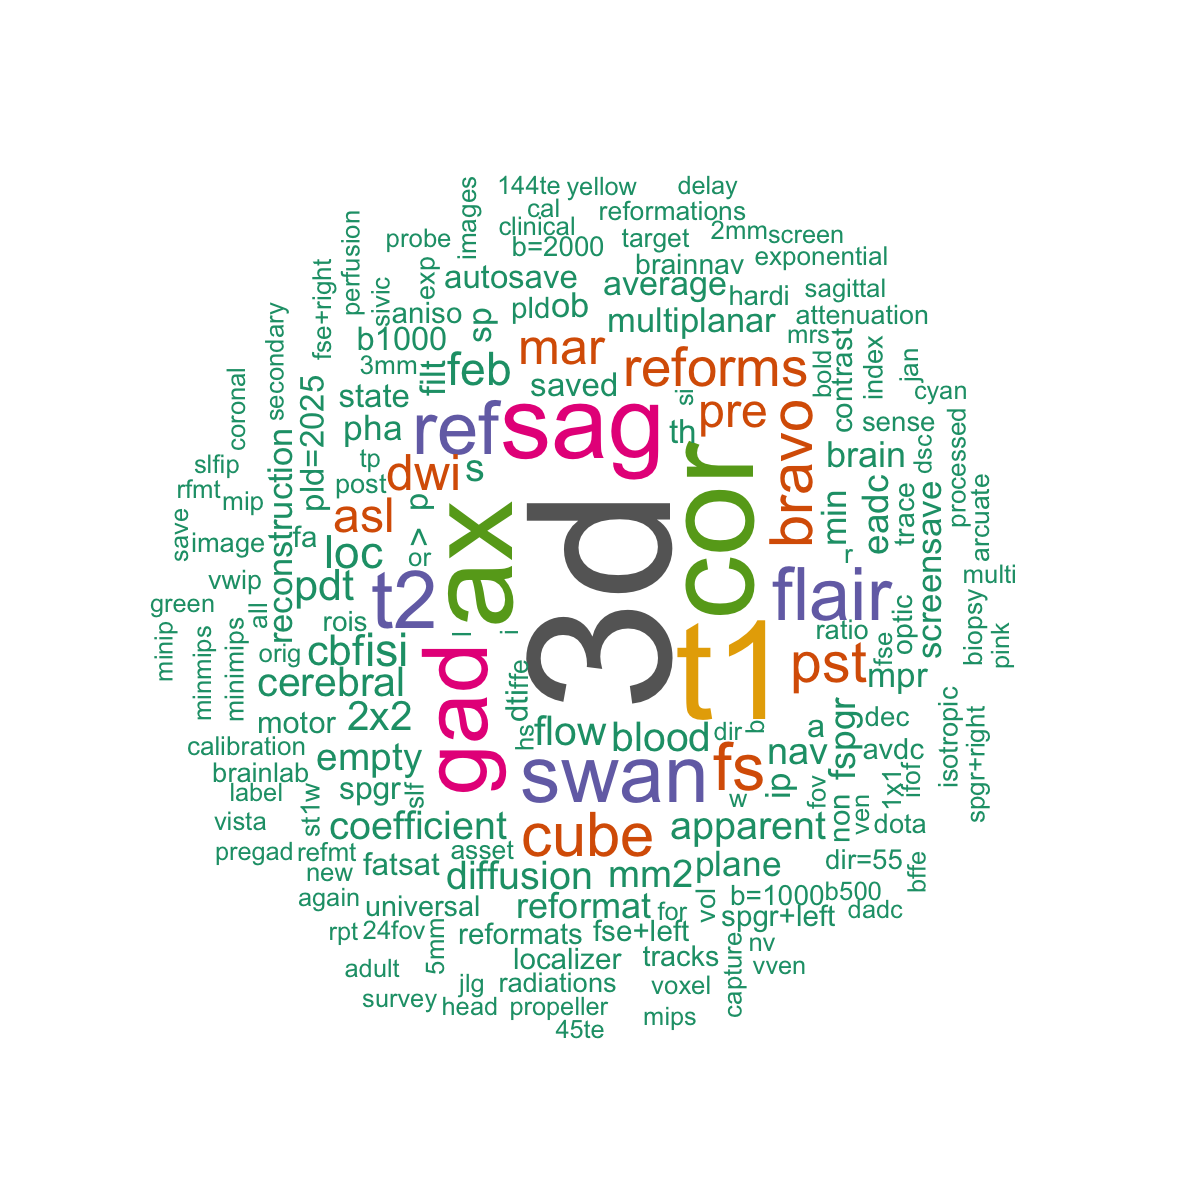 144te
yellow
delay
images
cal
reformations
clinical
probe
b=2000
target
2mm
screen
perfusion
exp
autosave
brainnav
exponential
fse+right
sivic
average
hardi
sagittal
secondary
aniso
sp
pld
ob
multiplanar
attenuation
b1000
mar
mrs
3mm
filt
feb
reforms
bold
contrast
index
jan
coronal
state
saved
si
cyan
pld=2025
pha
ref
sag
th
pre
bravo
sense
dsc
processed
slfip
tp
dwi
s
cor
brain
rfmt
mip
reconstruction
post
asl
p
>
ax
3d
min
eadc
trace
screensave
arcuate
save
image
fa
loc
or
r
vwip
pdt
t2
flair
multi
green
all
rois
l
i
t1
ratio
fse
optic
biopsy
pink
minip
minmips
minimips
orig
cbf
isi
gad
dtiffe
pst
mpr
cerebral
motor
2x2
hs
flow
blood
dir
b
a
fspgr
dec
isotropic
spgr+right
calibration
empty
swan
fs
nav
avdc
brainlab
spgr
slf
ip
fov
1x1
ifof
label
st1w
w
non
ven
vista
coefficient
cube
apparent
dota
pregad
refmt
asset
new
fatsat
diffusion
mm2
plane
dir=55
bffe
again
universal
reformat
for
vol
b=1000
b500
spgr+left
dadc
rpt
24fov
5mm
reformats
fse+left
nv
adult
localizer
tracks
capture
vven
survey
jlg
radiations
voxel
head
propeller
mips
45te